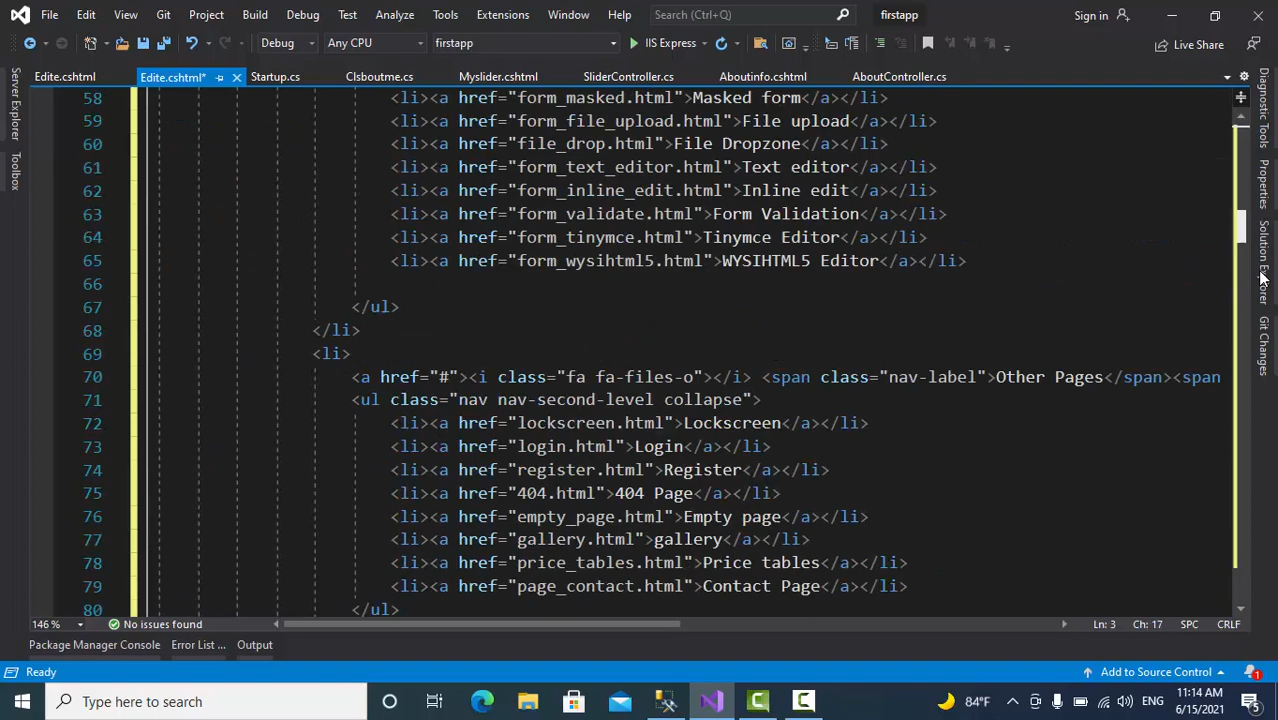 File Edit View Git Project Build Debug Test Analyze Tools Extensions Window Help Search (Ctrl+Q) firstapp Sign in
Debug Any CPU firstapp IIS Express Live Share
Edite.cshtml Edite.cshtml* Startup.cs Clsboutme.cs Myslider.cshtml SliderController.cs Aboutinfo.cshtml AboutController.cs
Server Explorer
Toolbox
Diagnostic Tools
Properties
Solution Explorer
Git Changes
58 <li><a href="form_masked.html">Masked form</a></li>
59 <li><a href="form_file_upload.html">File upload</a></li>
60 <li><a href="file_drop.html">File Dropzone</a></li>
61 <li><a href="form_text_editor.html">Text editor</a></li>
62 <li><a href="form_inline_edit.html">Inline edit</a></li>
63 <li><a href="form_validate.html">Form Validation</a></li>
64 <li><a href="form_tinymce.html">Tinymce Editor</a></li>
65 <li><a href="form_wysihtml5.html">WYSIHTML5 Editor</a></li>
66
67 </ul>
68 </li>
69 <li>
70 <a href="#"><i class="fa fa-files-o"></i> <span class="nav-label">Other Pages</span><span
71 <ul class="nav nav-second-level collapse">
72 <li><a href="lockscreen.html">Lockscreen</a></li>
73 <li><a href="login.html">Login</a></li>
74 <li><a href="register.html">Register</a></li>
75 <li><a href="404.html">404 Page</a></li>
76 <li><a href="empty_page.html">Empty page</a></li>
77 <li><a href="gallery.html">gallery</a></li>
78 <li><a href="price_tables.html">Price tables</a></li>
79 <li><a href="page_contact.html">Contact Page</a></li>
80 </ul>
146 % No issues found Ln: 3 Ch: 17 SPC CRLF
Package Manager Console Error List ... Output
Ready Add to Source Control 1
Type here to search 84°F ENG 11:14 AM 6/15/2021 5